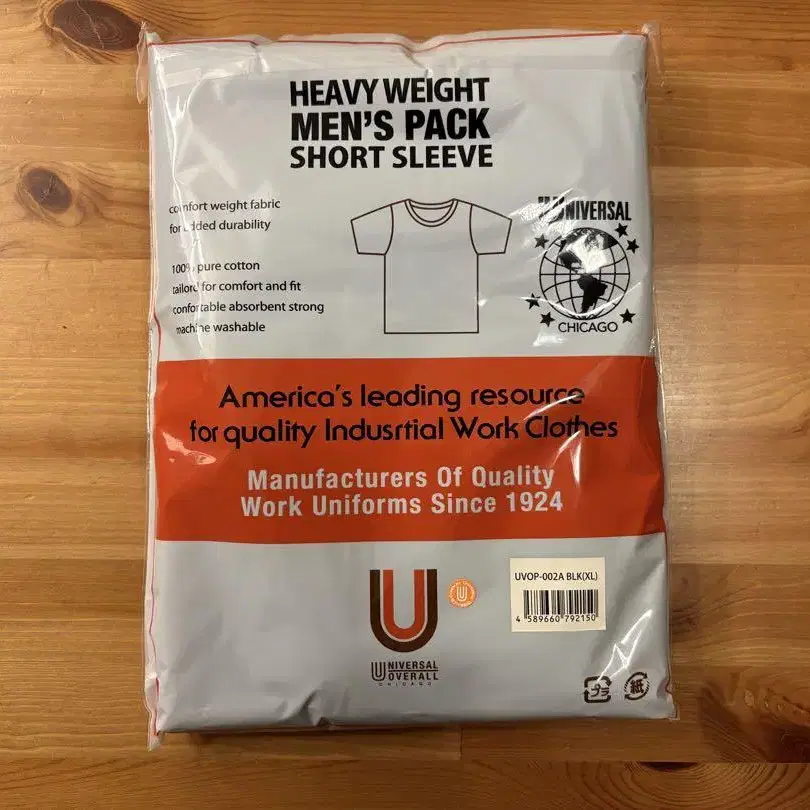 HEAVY WEIGHT
MEN'S PACK
SHORT SLEEVE
comfort weight fabric
for added durability
100% pure cotton
tailord for comfort and fit
comfortable absorbent strong
machine washable
UNIVERSAL
CHICAGO
America's leading resource
for quality Indusrtial Work Clothes
Manufacturers Of Quality
Work Uniforms Since 1924
U
UNIVERSAL
OVERALL
CHICAGO
UVOP-002A BLK(XL)
4 589660 792150
プラ
紙